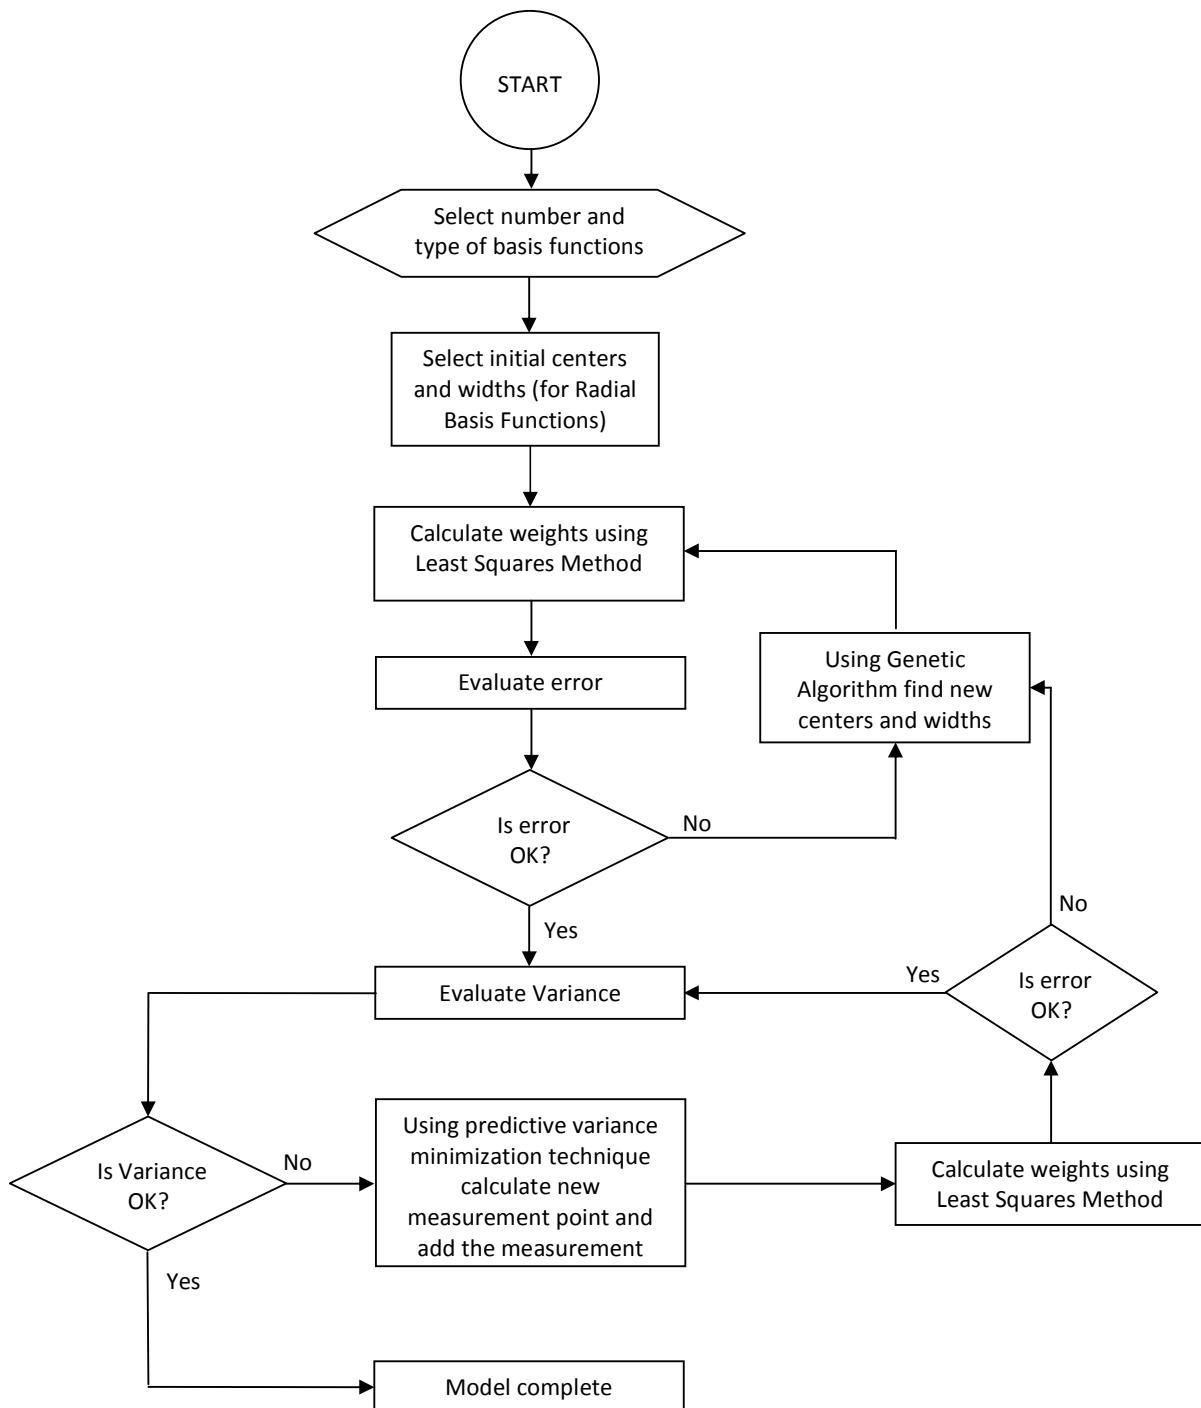 START
Select number and
type of basis functions
Select initial centers
and widths (for Radial
Basis Functions)
Calculate weights using
Least Squares Method
Using Genetic
Algorithm find new
centers and widths
Evaluate error
Is error
OK?
No
Yes
No
Evaluate Variance
Yes
Is error
OK?
Is Variance
OK?
No
Using predictive variance
minimization technique
calculate new
measurement point and
add the measurement
Calculate weights using
Least Squares Method
Yes
Model complete